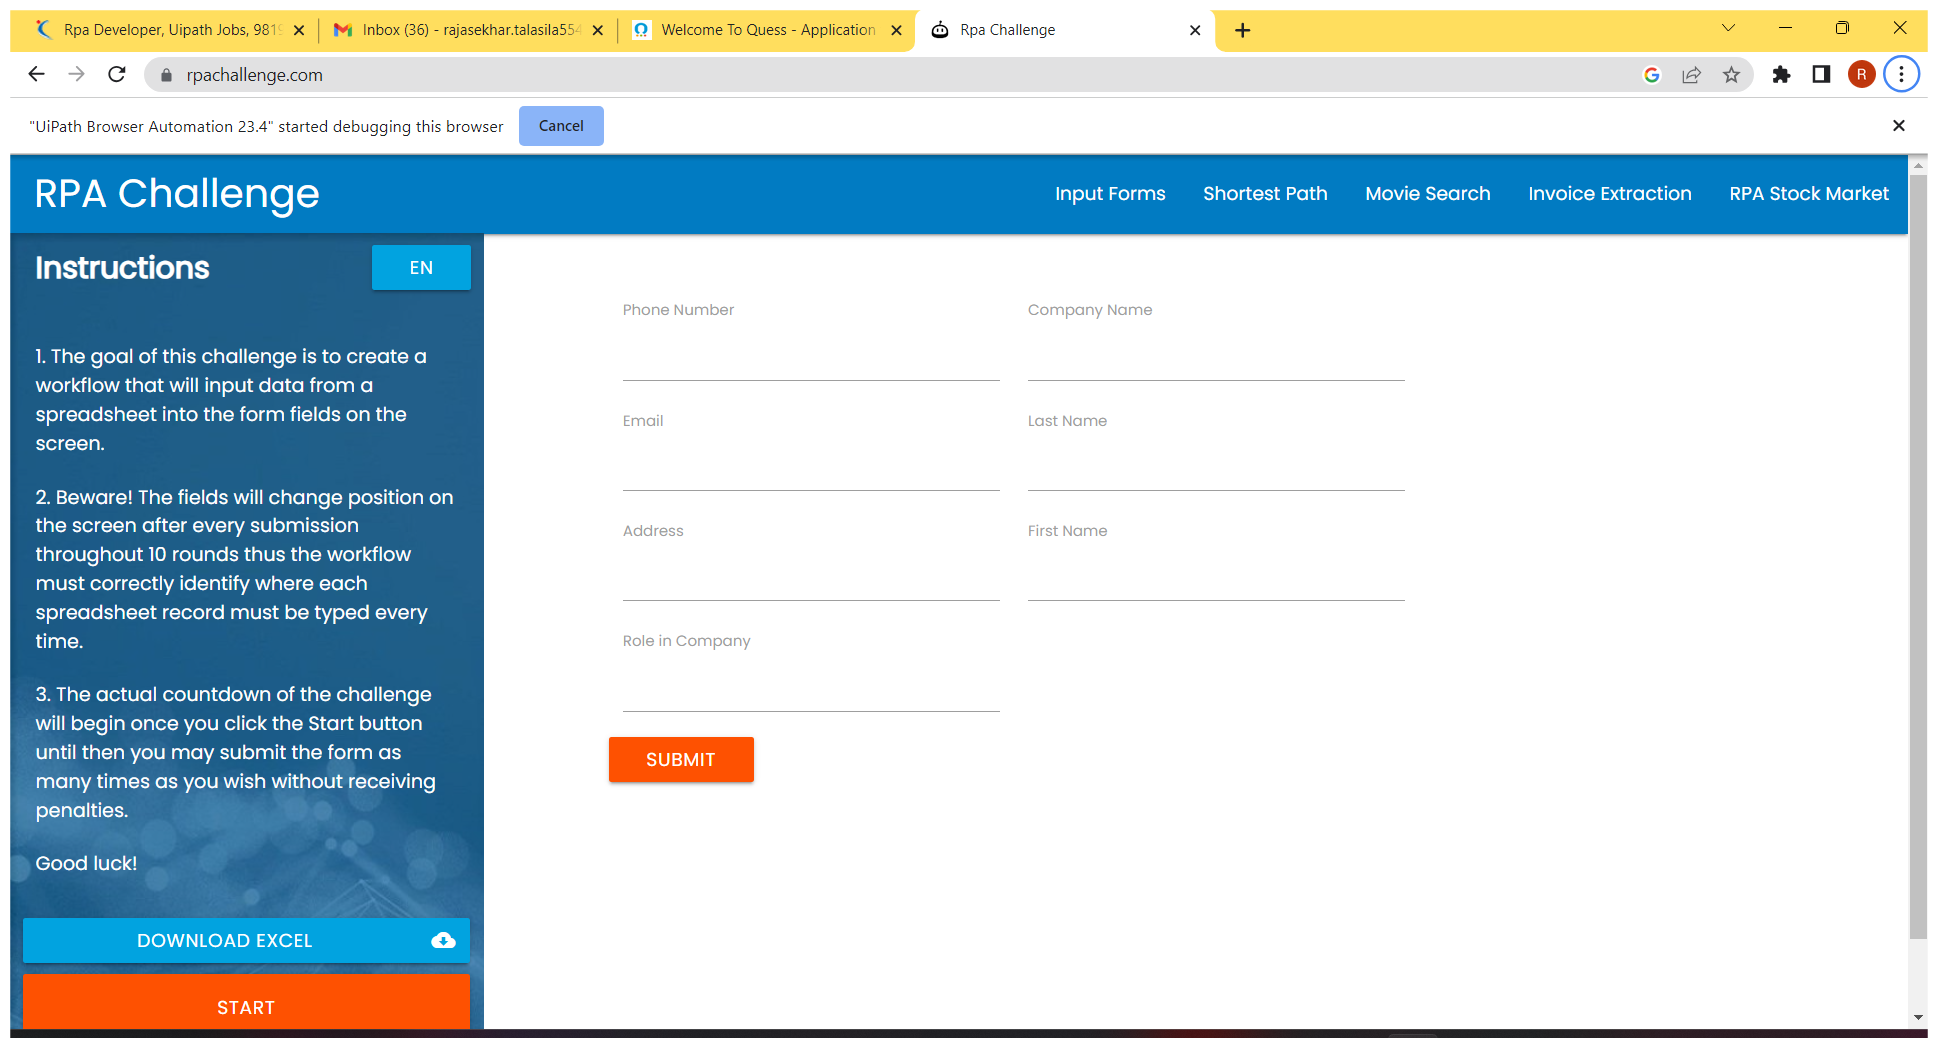 Rpa Developer, Uipath Jobs, 9819
Inbox (36) - rajasekhar.talasila554
Welcome To Quess - Application
Rpa Challenge
rpachallenge.com
R
"UiPath Browser Automation 23.4" started debugging this browser
Cancel
RPA Challenge
Input Forms
Shortest Path
Movie Search
Invoice Extraction
RPA Stock Market
Instructions
EN
1. The goal of this challenge is to create a
workflow that will input data from a
spreadsheet into the form fields on the
screen.
2. Beware! The fields will change position on
the screen after every submission
throughout 10 rounds thus the workflow
must correctly identify where each
spreadsheet record must be typed every
time.
3. The actual countdown of the challenge
will begin once you click the Start button
until then you may submit the form as
many times as you wish without receiving
penalties.
Good luck!
DOWNLOAD EXCEL
START
Phone Number
Company Name
Email
Last Name
Address
First Name
Role in Company
SUBMIT